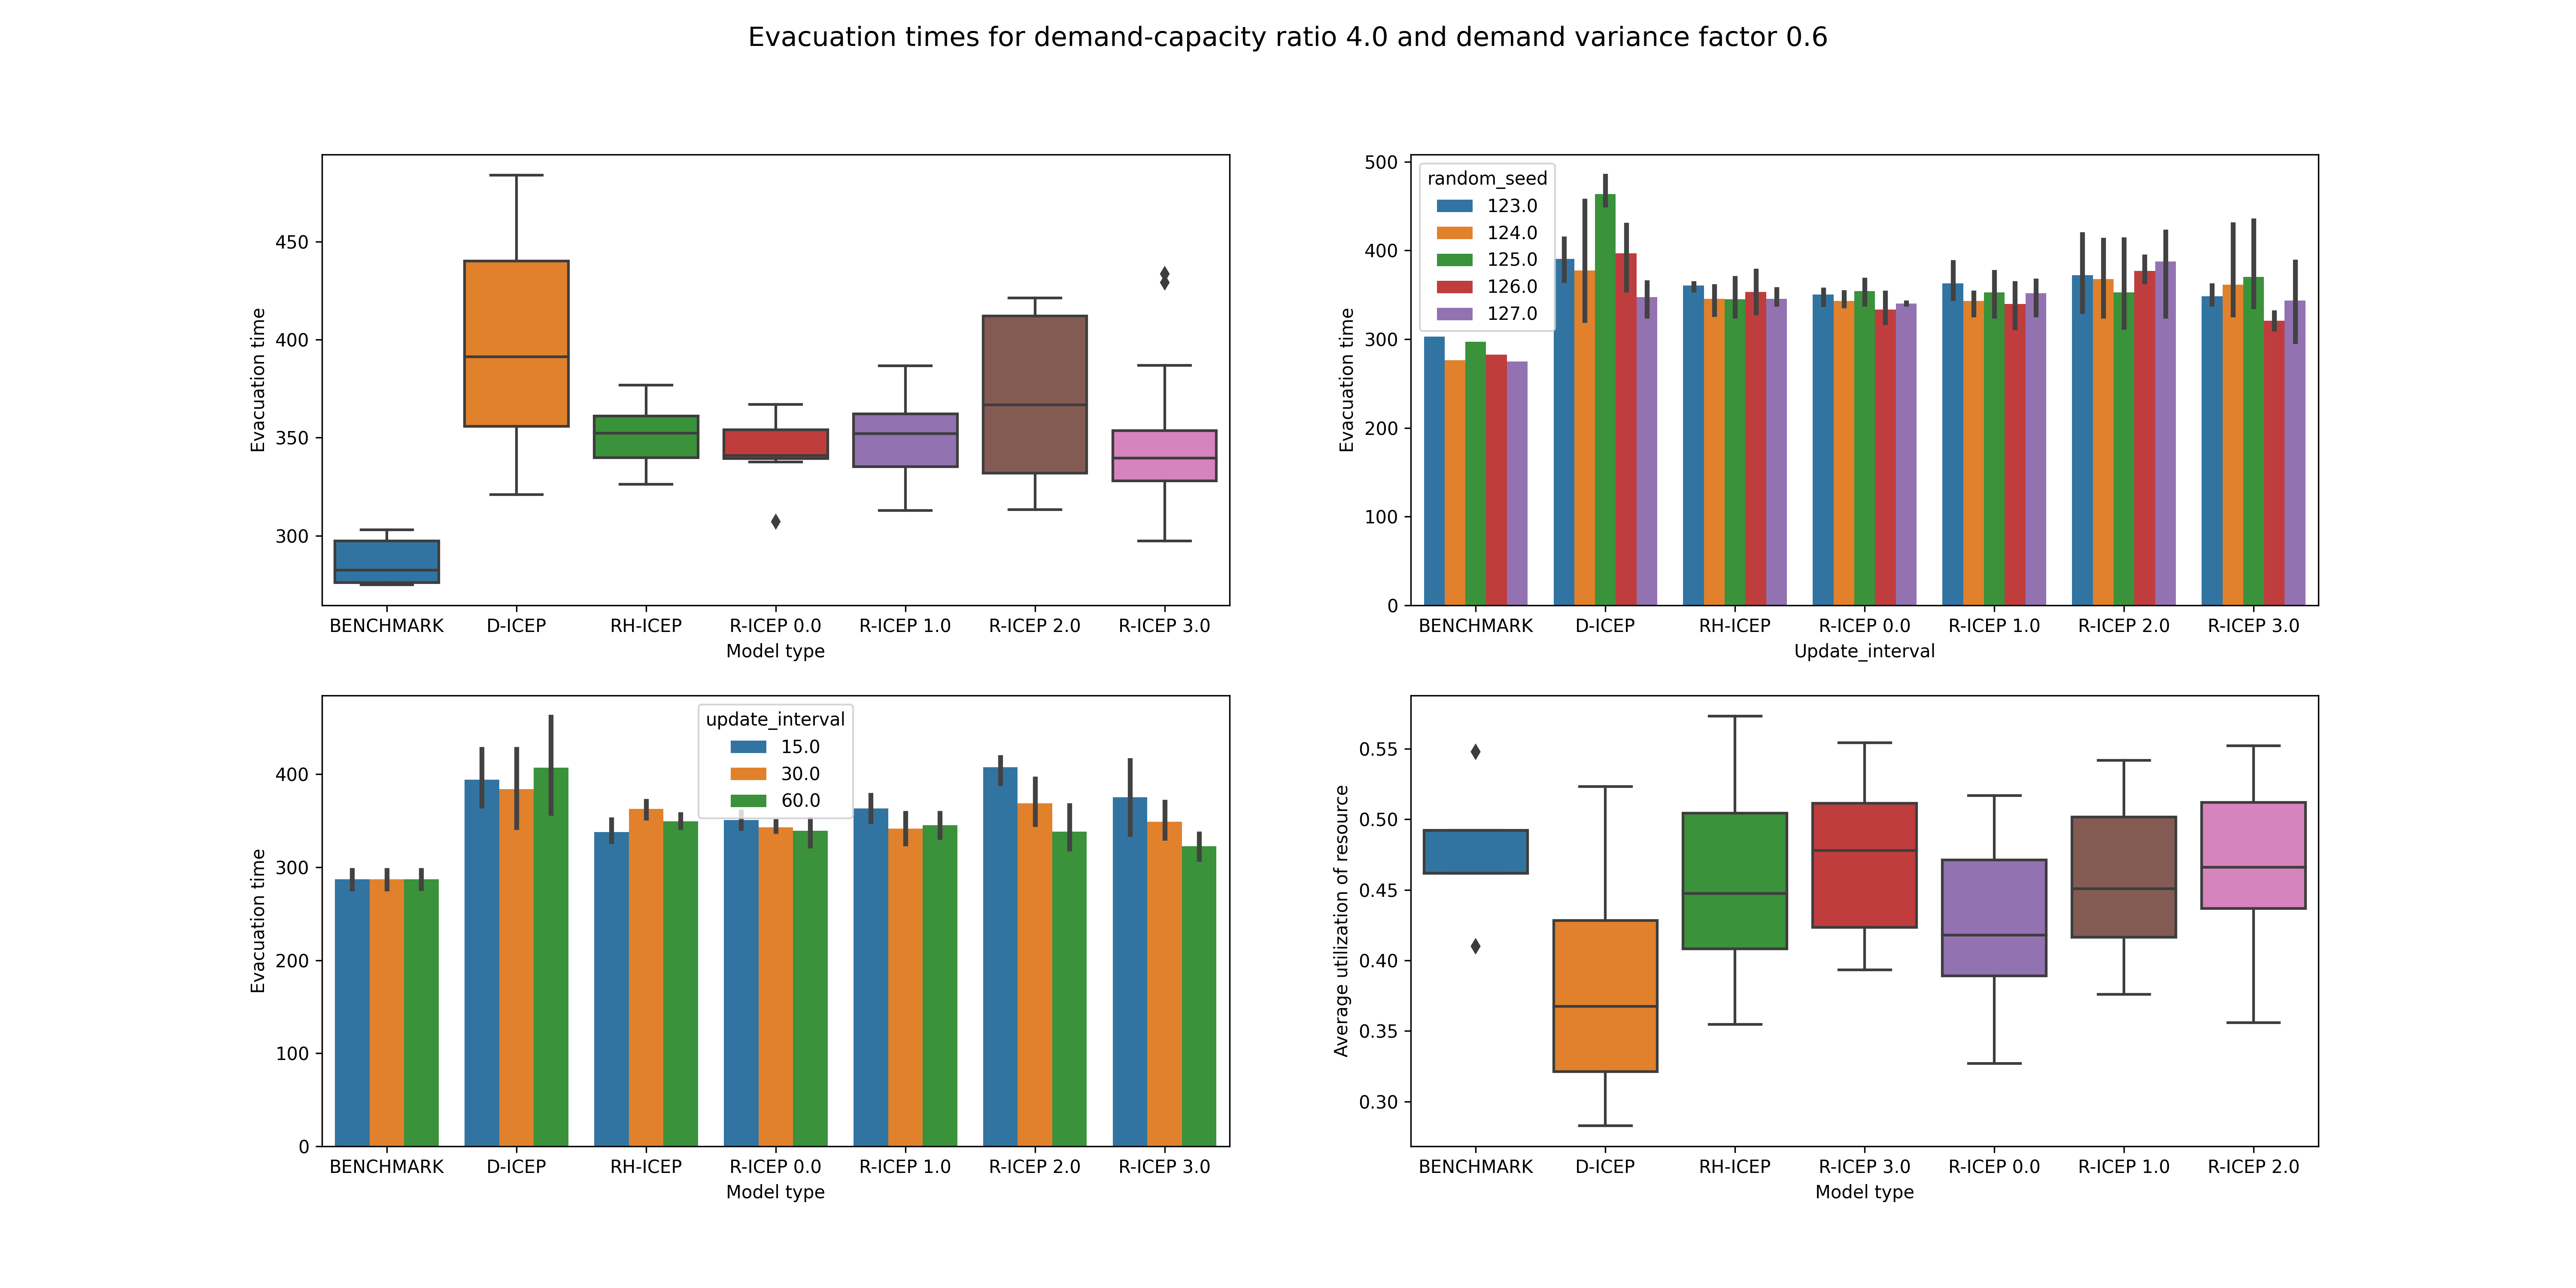 Evacuation times for demand-capacity ratio 4.0 and demand variance factor 0.6
Evacuation time
450
400
350
300
BENCHMARK D-ICEP RH-ICEP R-ICEP 0.0 R-ICEP 1.0 R-ICEP 2.0 R-ICEP 3.0
Model type
Evacuation time
500
400
300
200
100
0
random_seed
123.0
124.0
125.0
126.0
127.0
BENCHMARK D-ICEP RH-ICEP R-ICEP 0.0 R-ICEP 1.0 R-ICEP 2.0 R-ICEP 3.0
Update_interval
Evacuation time
400
300
200
100
0
update_interval
15.0
30.0
60.0
BENCHMARK D-ICEP RH-ICEP R-ICEP 0.0 R-ICEP 1.0 R-ICEP 2.0 R-ICEP 3.0
Model type
Average utilization of resource
0.55
0.50
0.45
0.40
0.35
0.30
BENCHMARK D-ICEP RH-ICEP R-ICEP 3.0 R-ICEP 0.0 R-ICEP 1.0 R-ICEP 2.0
Model type